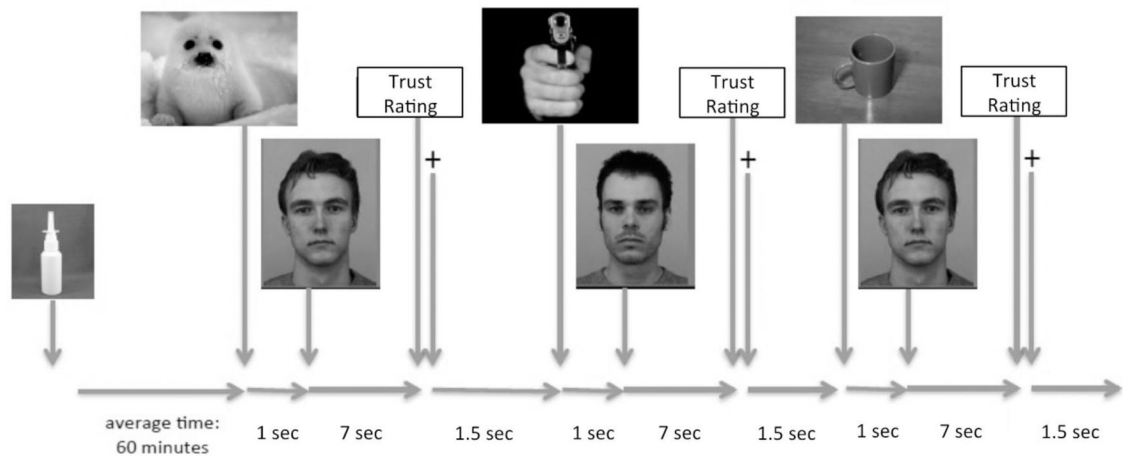 Trust
Rating
Trust
Rating
Trust
Rating
+
+
+
average time:
60 minutes
1 sec
7 sec
1.5 sec
1 sec
7 sec
1.5 sec
1 sec
7 sec
1.5 sec